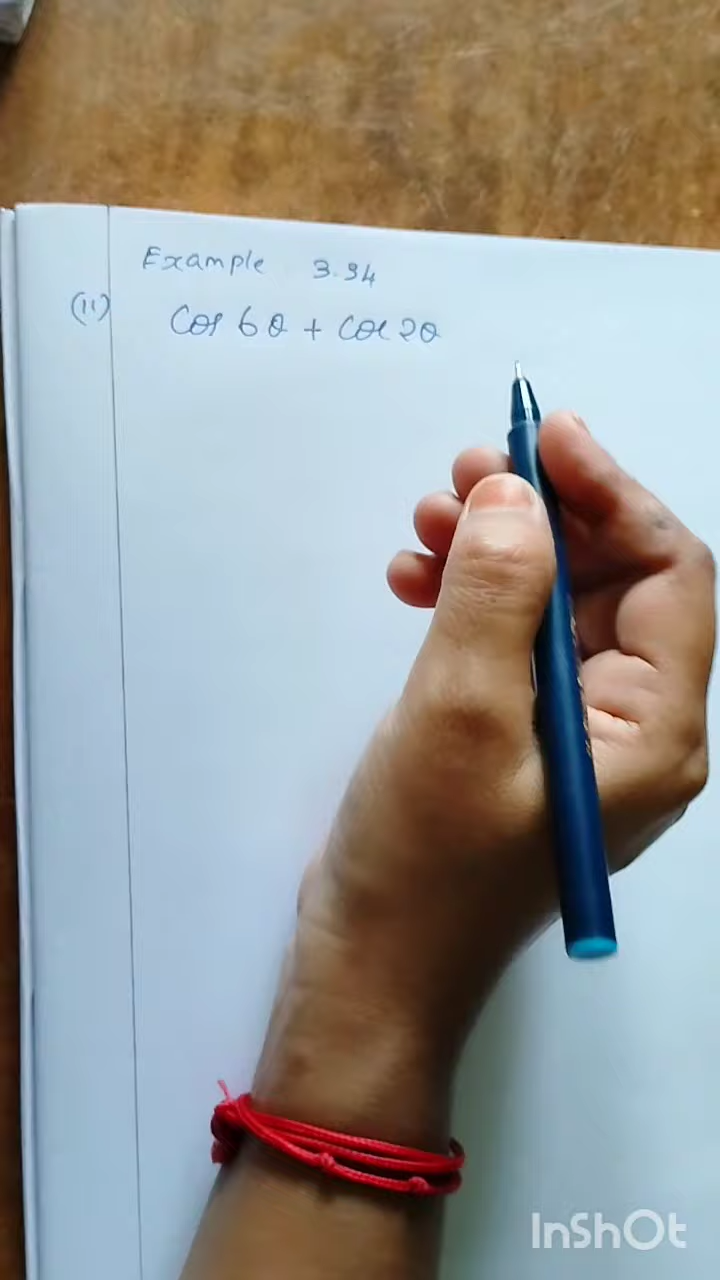 Example 3.34
(ii) Cos 6θ + Cos 2θ
InShOt